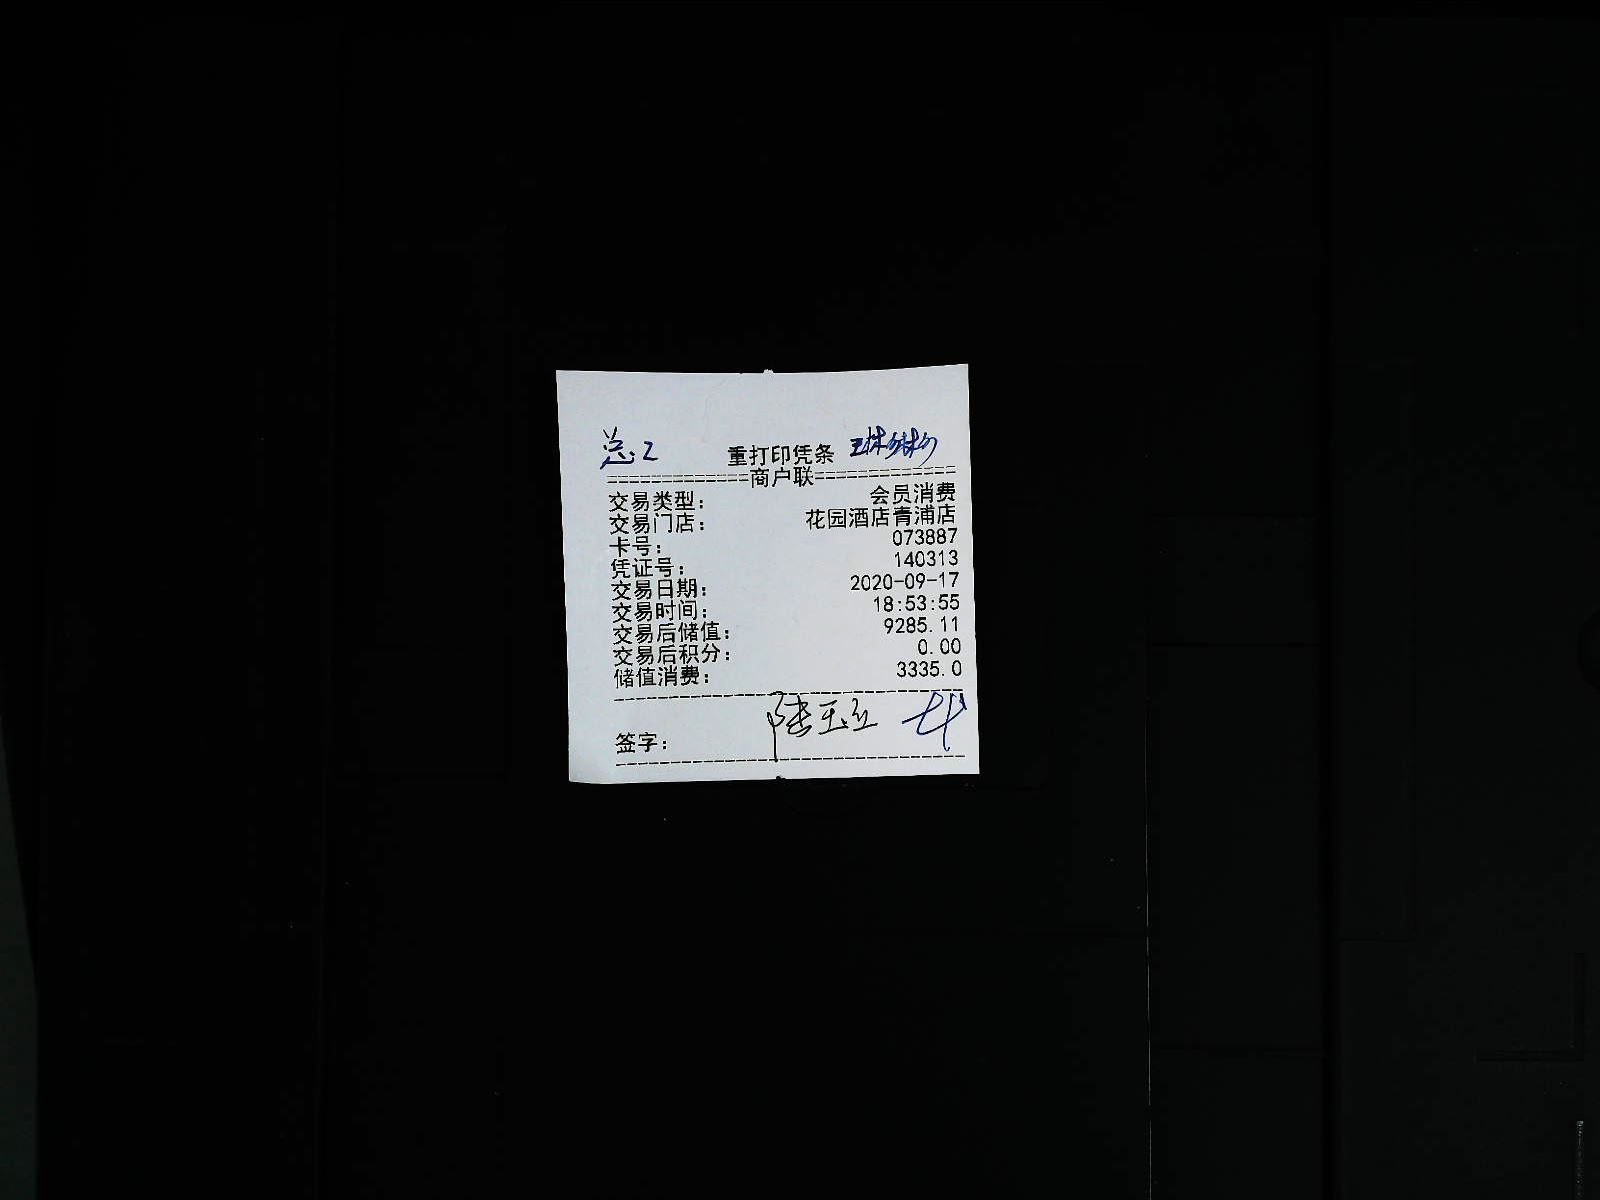 总.2 重打印凭条
=============商户联=============
交易类型： 会员消费
交易门店： 花园酒店青浦店
卡号： 073887
凭证号： 140313
交易日期： 2020-09-17
交易时间： 18:53:55
交易后储值： 9285.11
交易后积分： 0.00
储值消费： 3335.0
签字：